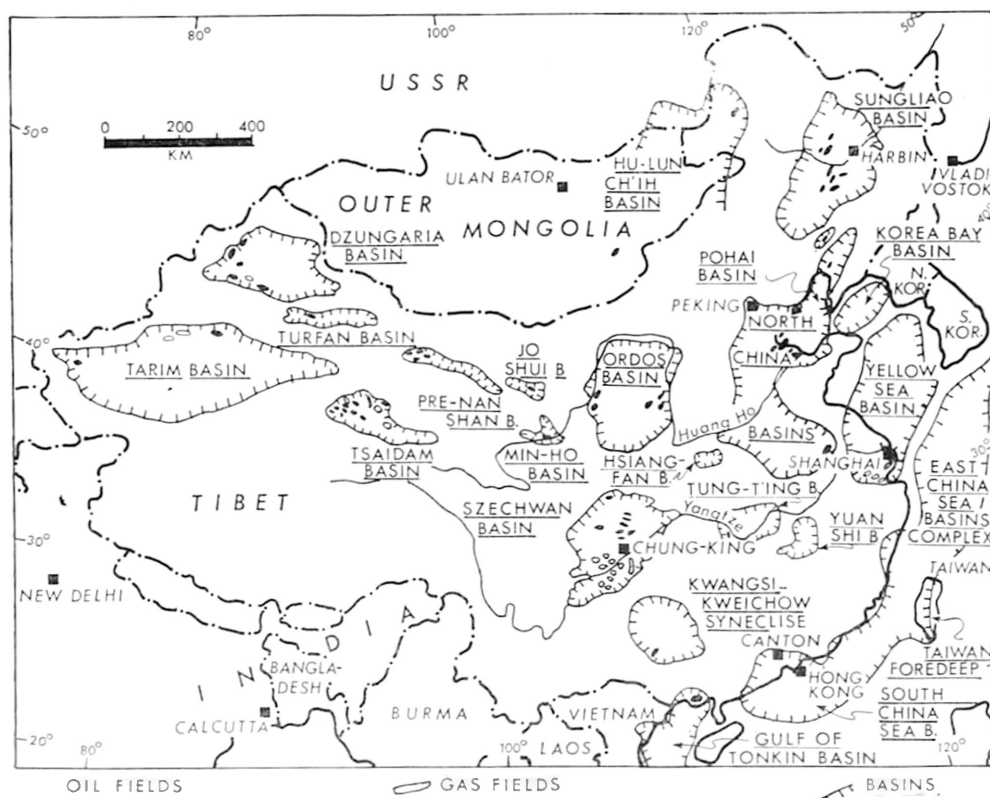 80°
100°
120°
50°
USSR
50°
0 200 400
KM
SUNGLIAO
BASIN
HARBIN
VLADI
VOSTOK
ULAN BATOR
HU-LUN
CH'IH
BASIN
OUTER
MONGOLIA
40°
DZUNGARIA
BASIN
KOREA BAY
BASIN
POHAI
BASIN
N.
KOR.
PEKING
NORTH
S.
KOR.
40°
TURFAN BASIN
JO
SHUI B
ORDOS
BASIN
CHINA
TARIM BASIN
YELLOW
SEA
BASIN
PRE-NAN
SHAN B.
Huang Ho
BASINS
TSAIDAM
BASIN
MIN-HO
BASIN
HSIANG-
FAN B.
SHANGHAI
30°
EAST
CHINA
SEA
BASINS
COMPLEX
TUNG-T'ING B
TIBET
SZECHWAN
BASIN
Yangtze
YUAN
SHI B
30°
CHUNG-KING
NEW DELHI
TAIWAN
KWANGSI-
KWEICHOW
SYNECLISE
INDIA
CANTON
TAIWAN
FOREDEEP
BANGLA-
DESH
HONG
KONG
SOUTH
CHINA
SEA B.
CALCUTTA
BURMA
VIETNAM
20°
80°
100°
LAOS
GULF OF
TONKIN BASIN
120°
OIL FIELDS
GAS FIELDS
BASINS